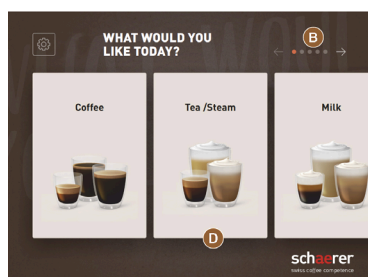 WHAT WOULD YOU
LIKE TODAY?
B
Coffee
Tea /Steam
Milk
D
schaerer
swiss coffee competence